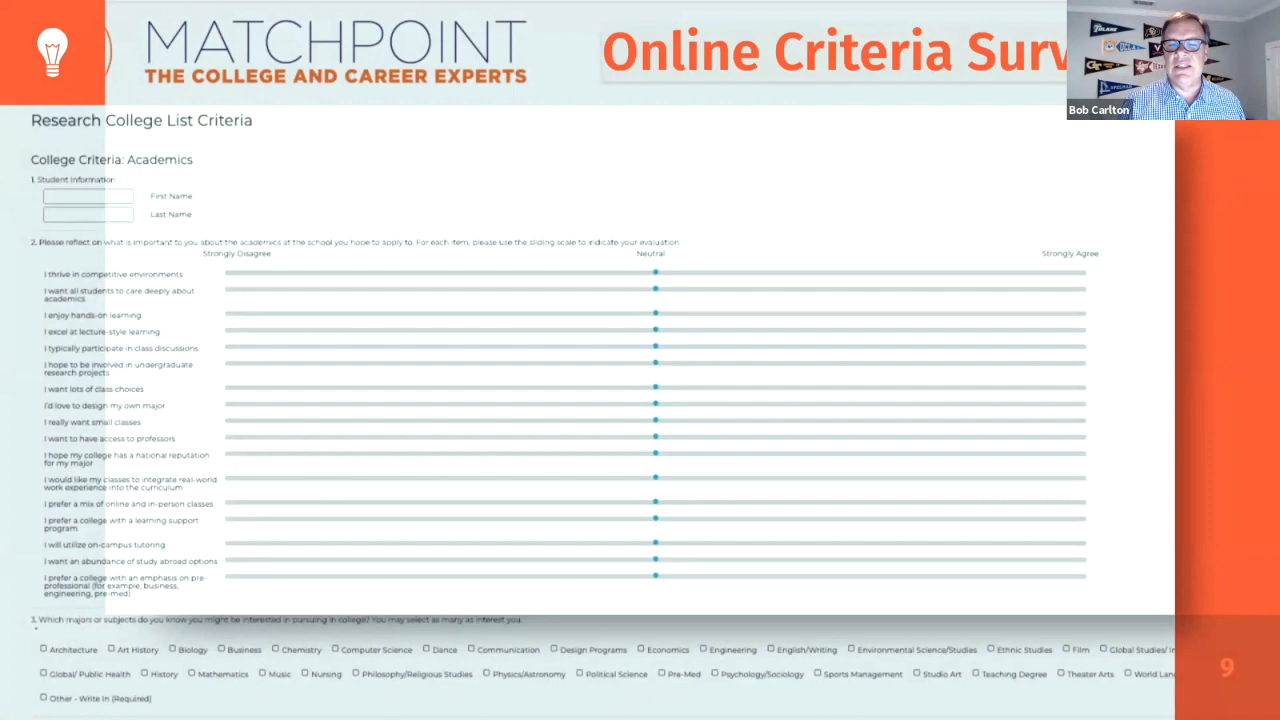 MATCHPOINT
THE COLLEGE AND CAREER EXPERTS
Online Criteria Surv
TULANE
UCLA
GT
Bob Carlton
Research College List Criteria
College Criteria: Academics
1. Student Information:
First Name
Last Name
2. Please reflect on what is important to you about the academics at the school you hope to apply to. For each item, please use the sliding scale to indicate your evaluation.
Strongly Disagree Neutral Strongly Agree
I thrive in competitive environments
I want all students to care deeply about
academics
I enjoy hands-on learning
I excel at lecture-style learning
I typically participate in class discussions
I hope to be involved in undergraduate
research projects
I want lots of class choices
I'd love to design my own major
I really want small classes
I want to have access to professors
I hope my college has a national reputation
for my major
I would like my classes to integrate real-world
work experience into the curriculum
I prefer a mix of online and in-person classes
I prefer a college with a learning support
program
I will utilize on-campus tutoring
I want an abundance of study abroad options
I prefer a college with an emphasis on pre-
professional (for example, business,
engineering, pre-med)
3. Which majors or subjects do you know you might be interested in pursuing in college? You may select as many as interest you.
*
Architecture Art History Biology Business Chemistry Computer Science Dance Communication Design Programs Economics Engineering English/Writing Environmental Science/Studies Ethnic Studies Film Global Studies/ In
Global/ Public Health History Mathematics Music Nursing Philosophy/Religious Studies Physics/Astronomy Political Science Pre-Med Psychology/Sociology Sports Management Studio Art Teaching Degree Theater Arts World Lan
Other - Write In (Required)
9